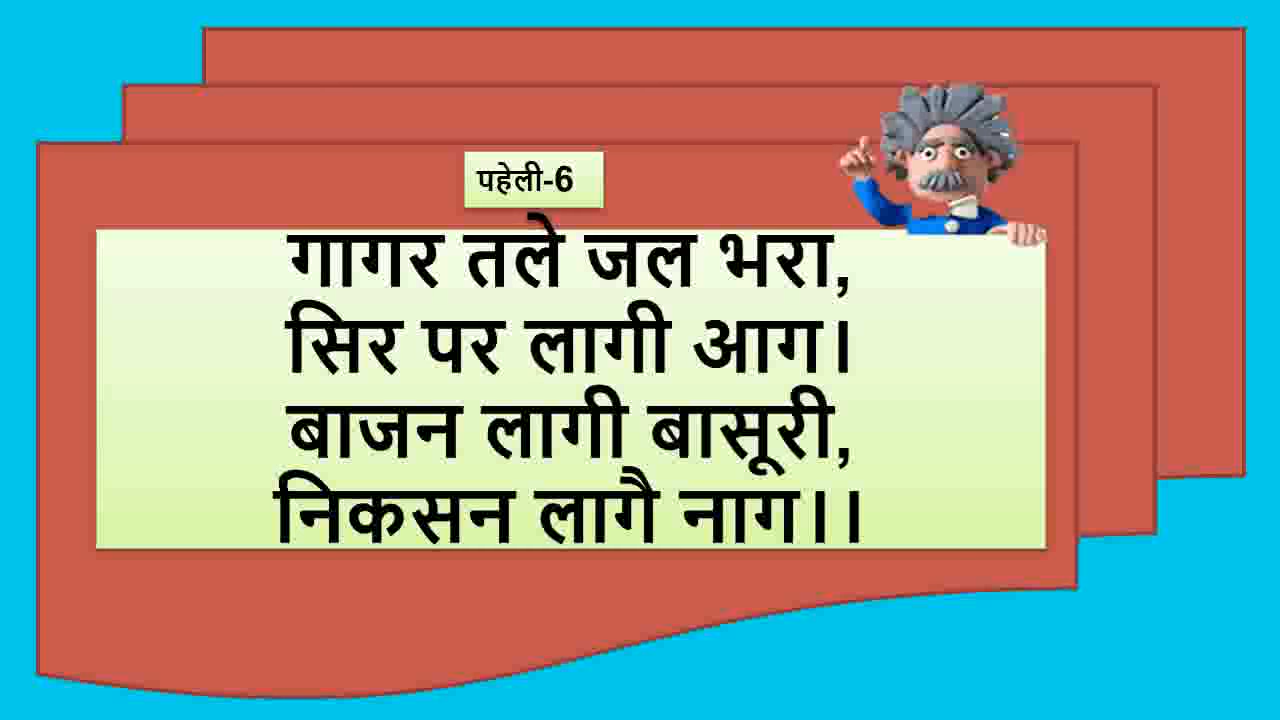 पहेली-6
गागर तले जल भरा,
सिर पर लागी आग।
बाजन लागी बासूरी,
निकसन लागै नाग।।